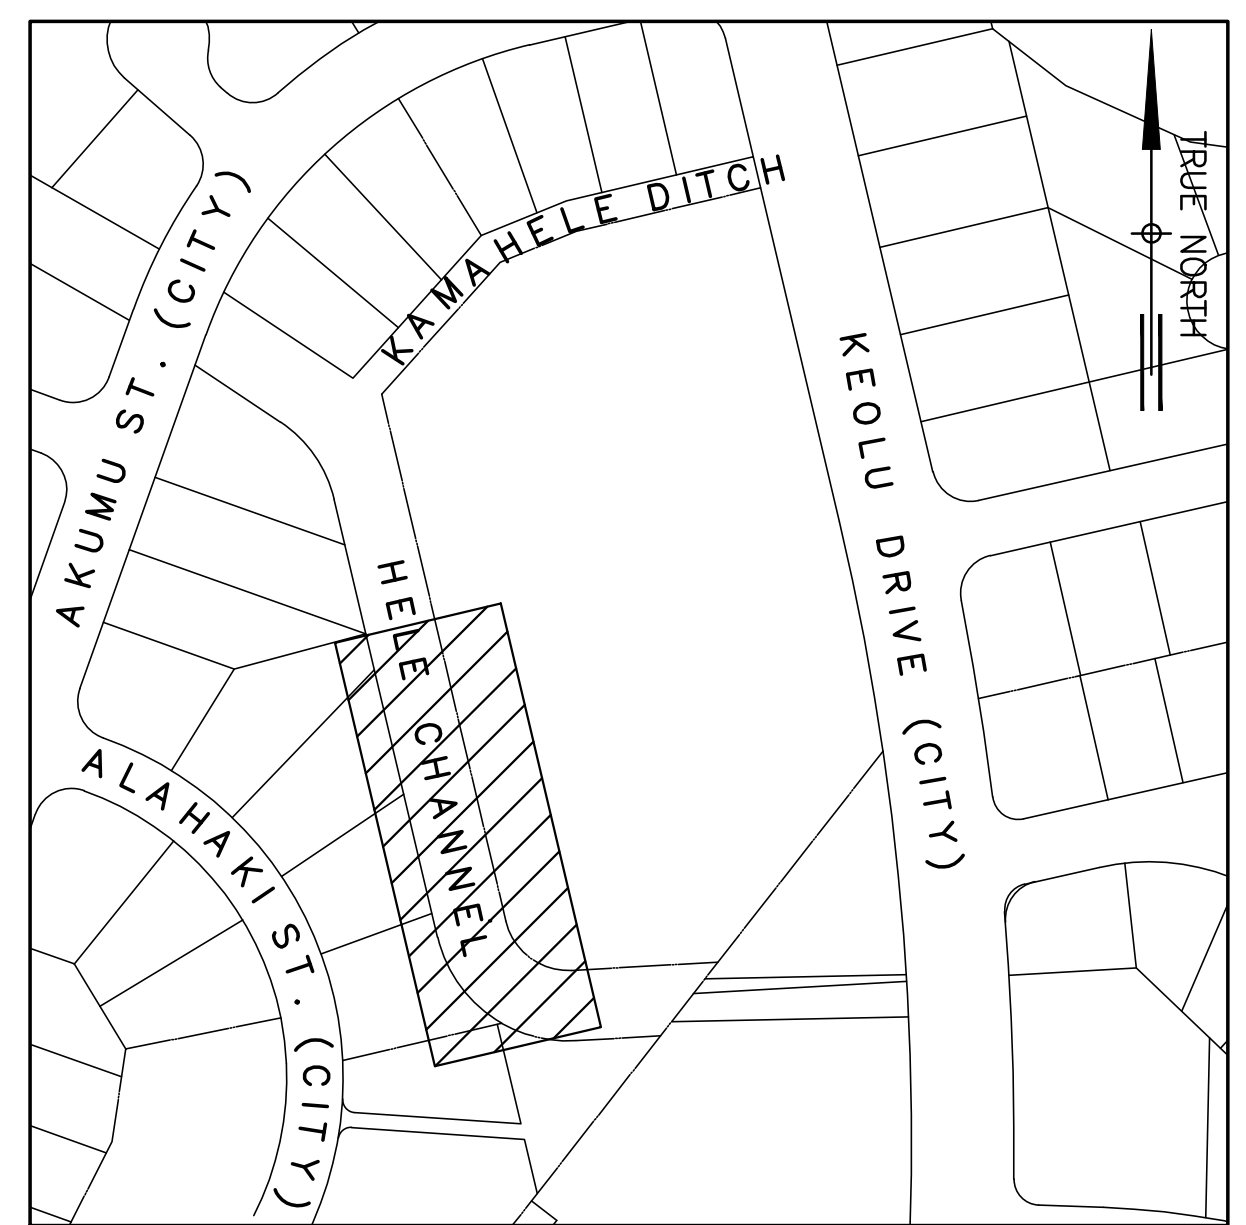 TRUE NORTH
KAMAHELE DITCH
AKUMU ST. (CITY)
KEOLU DRIVE (CITY)
HELE CHANNEL
ALAHAKI ST. (CITY)